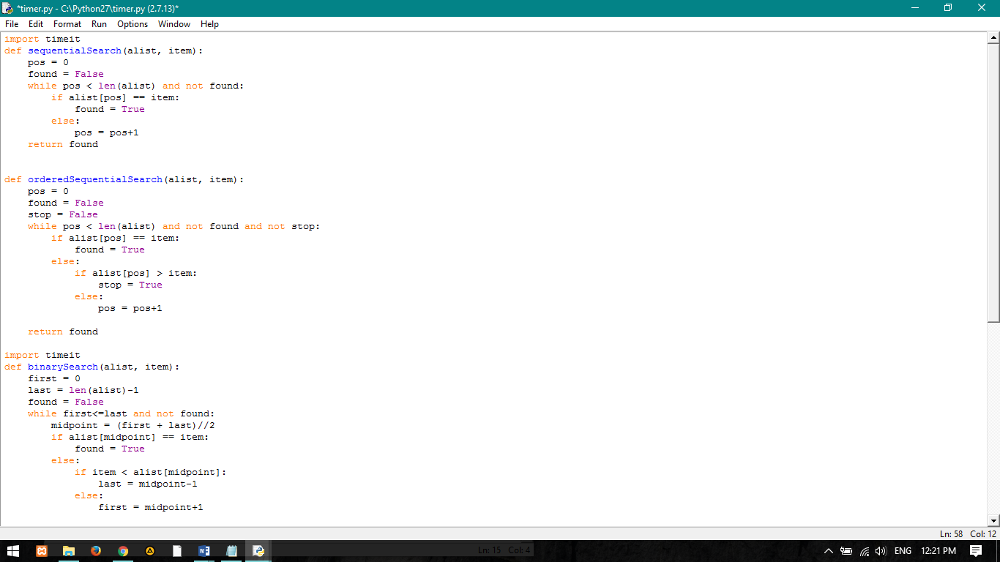 *timer.py - C:\Python27\timer.py (2.7.13)*
File Edit Format Run Options Window Help
import timeit
def sequentialSearch(alist, item):
    pos = 0
    found = False
    while pos < len(alist) and not found:
        if alist[pos] == item:
            found = True
        else:
            pos = pos+1
    return found
def orderedSequentialSearch(alist, item):
    pos = 0
    found = False
    stop = False
    while pos < len(alist) and not found and not stop:
        if alist[pos] == item:
            found = True
        else:
            if alist[pos] > item:
                stop = True
            else:
                pos = pos+1
    return found
import timeit
def binarySearch(alist, item):
    first = 0
    last = len(alist)-1
    found = False
    while first<=last and not found:
        midpoint = (first + last)//2
        if alist[midpoint] == item:
            found = True
        else:
            if item < alist[midpoint]:
                last = midpoint-1
            else:
                first = midpoint+1
Ln: 58 Col: 12
Ln: 15 Col: 4
ENG 12:21 PM